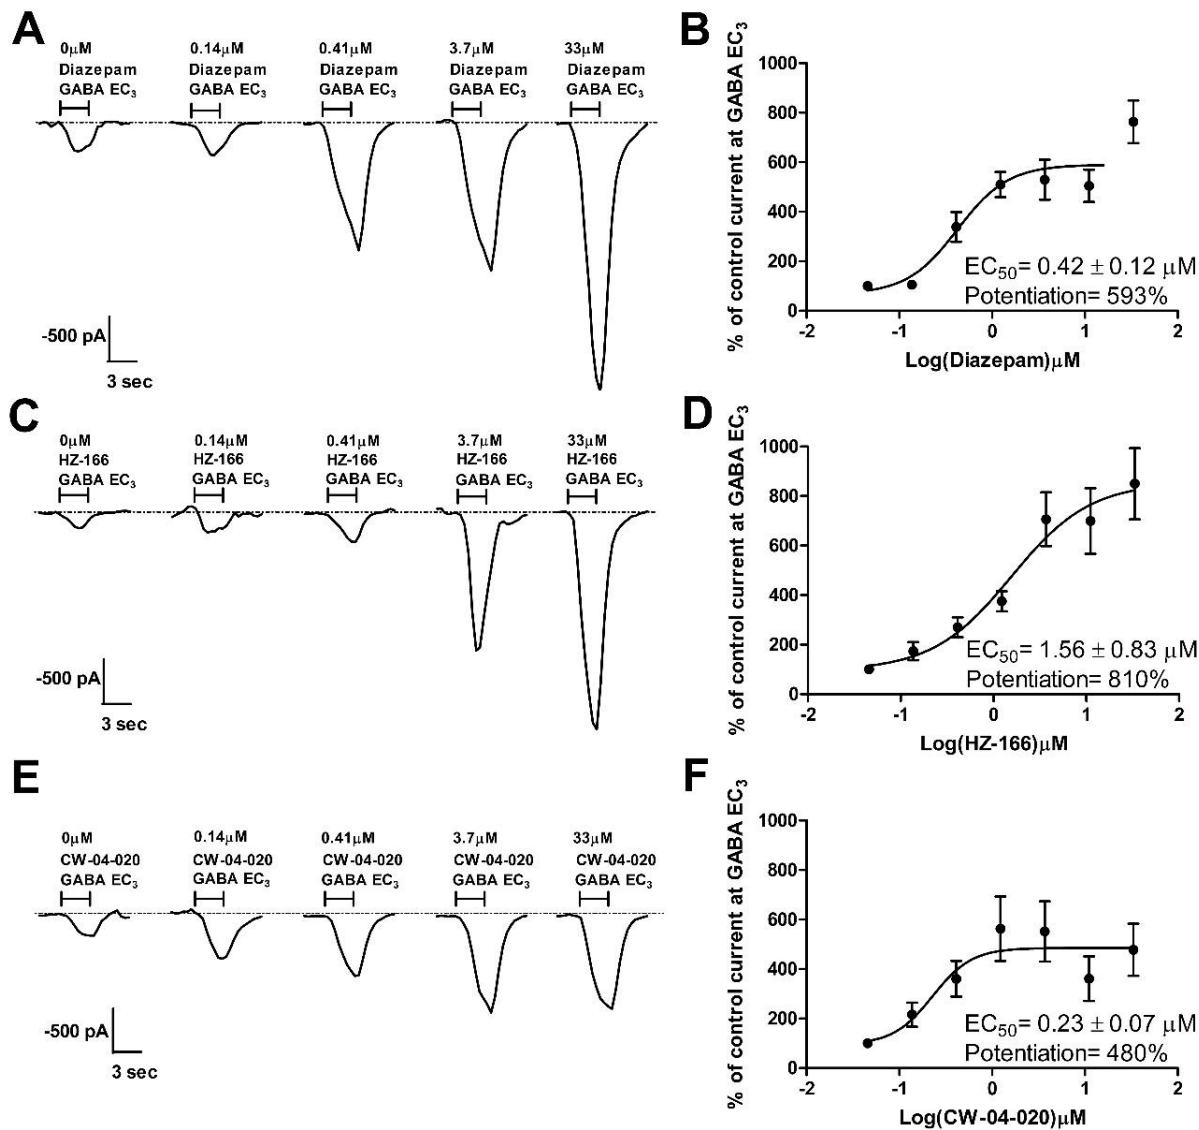 A
0μM
Diazepam
GABA EC3
0.14μM
Diazepam
GABA EC3
0.41μM
Diazepam
GABA EC3
3.7μM
Diazepam
GABA EC3
33μM
Diazepam
GABA EC3
-500 pA
3 sec
B
% of control current at GABA EC3
1000
800
600
400
200
0
-2
-1
0
1
2
EC50= 0.42 ± 0.12 μM
Potentiation= 593%
Log(Diazepam)μM
C
0μM
HZ-166
GABA EC3
0.14μM
HZ-166
GABA EC3
0.41μM
HZ-166
GABA EC3
3.7μM
HZ-166
GABA EC3
33μM
HZ-166
GABA EC3
-500 pA
3 sec
D
% of control current at GABA EC3
1000
800
600
400
200
0
-2
-1
0
1
2
EC50= 1.56 ± 0.83 μM
Potentiation= 810%
Log(HZ-166)μM
E
0μM
CW-04-020
GABA EC3
0.14μM
CW-04-020
GABA EC3
0.41μM
CW-04-020
GABA EC3
3.7μM
CW-04-020
GABA EC3
33μM
CW-04-020
GABA EC3
-500 pA
3 sec
F
% of control current at GABA EC3
1000
800
600
400
200
0
-2
-1
0
1
2
EC50= 0.23 ± 0.07 μM
Potentiation= 480%
Log(CW-04-020)μM